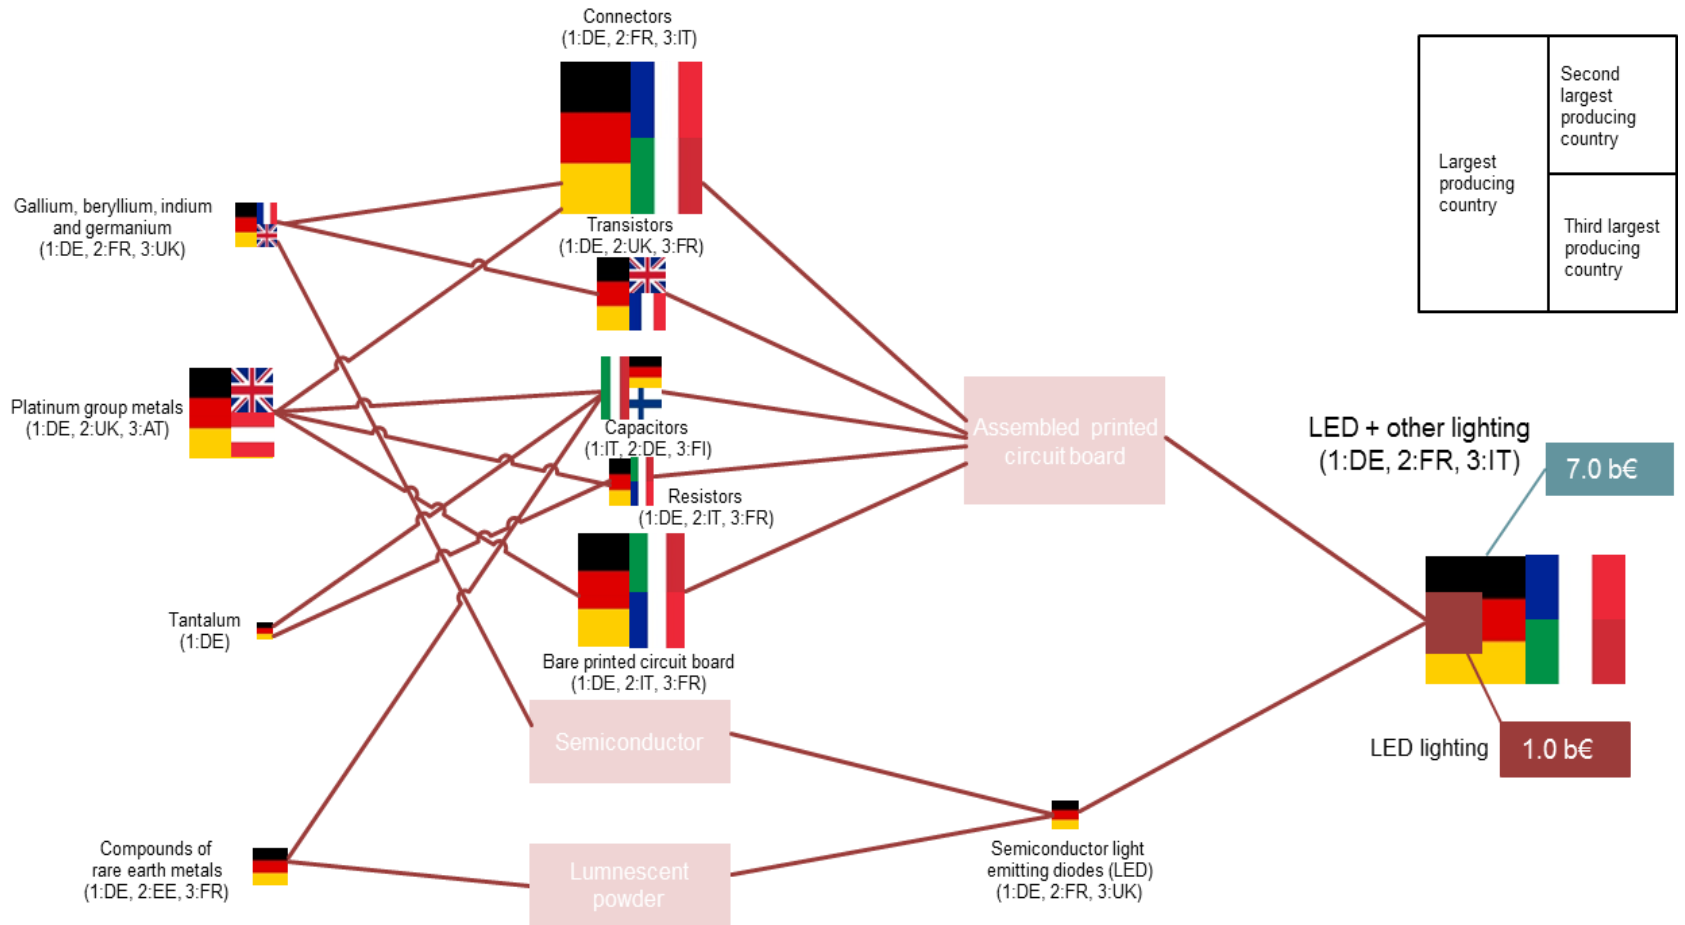 Connectors
(1:DE, 2:FR, 3:IT)
Second
largest
producing
country
Largest
producing
country
Third largest
producing
country
Gallium, beryllium, indium
and germanium
(1:DE, 2:FR, 3:UK)
Transistors
(1:DE, 2:UK, 3:FR)
Platinum group metals
(1:DE, 2:UK, 3:AT)
Capacitors
(1:IT, 2:DE, 3:FI)
Assembled printed
circuit board
LED + other lighting
(1:DE, 2:FR, 3:IT)
7.0 b€
Resistors
(1:DE, 2:IT, 3:FR)
Tantalum
(1:DE)
Bare printed circuit board
(1:DE, 2:IT, 3:FR)
Semiconductor
LED lighting
1.0 b€
Compounds of
rare earth metals
(1:DE, 2:EE, 3:FR)
Lumnescent
powder
Semiconductor light
emitting diodes (LED)
(1:DE, 2:FR, 3:UK)